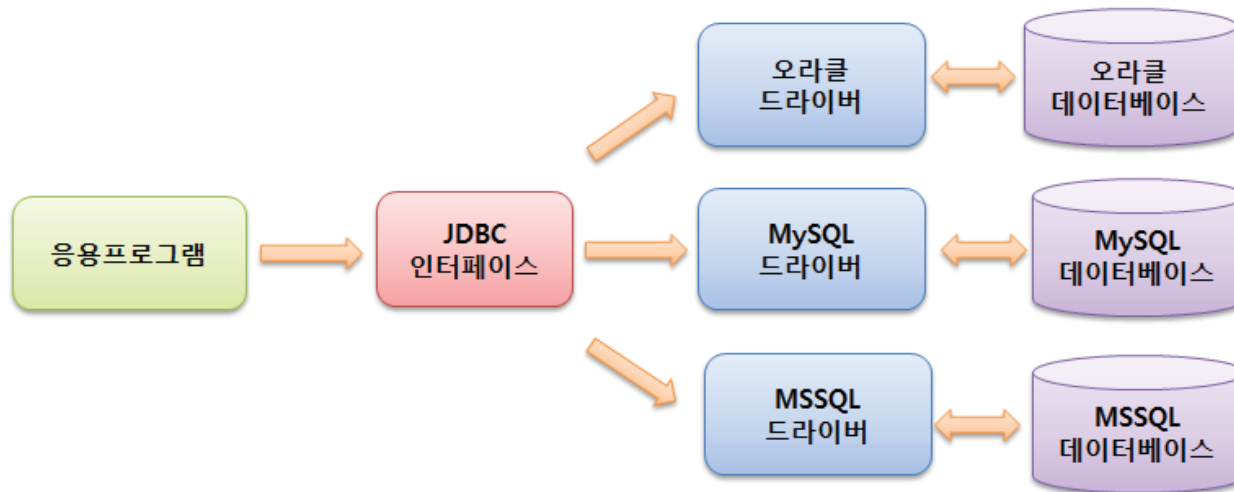 오라클
드라이버
오라클
데이터베이스
응용프로그램
JDBC
인터페이스
MySQL
드라이버
MySQL
데이터베이스
MSSQL
드라이버
MSSQL
데이터베이스